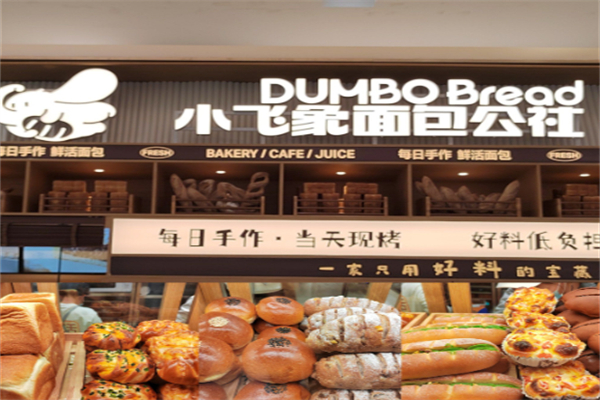 DUMBO Bread
小飞象面包公社
每日手作 鲜活面包 FRESH BAKERY / CAFE / JUICE 每日手作 鲜活面包 FRESH
每日手作·当天现烤 好料低负担
一家只用好料的宝藏